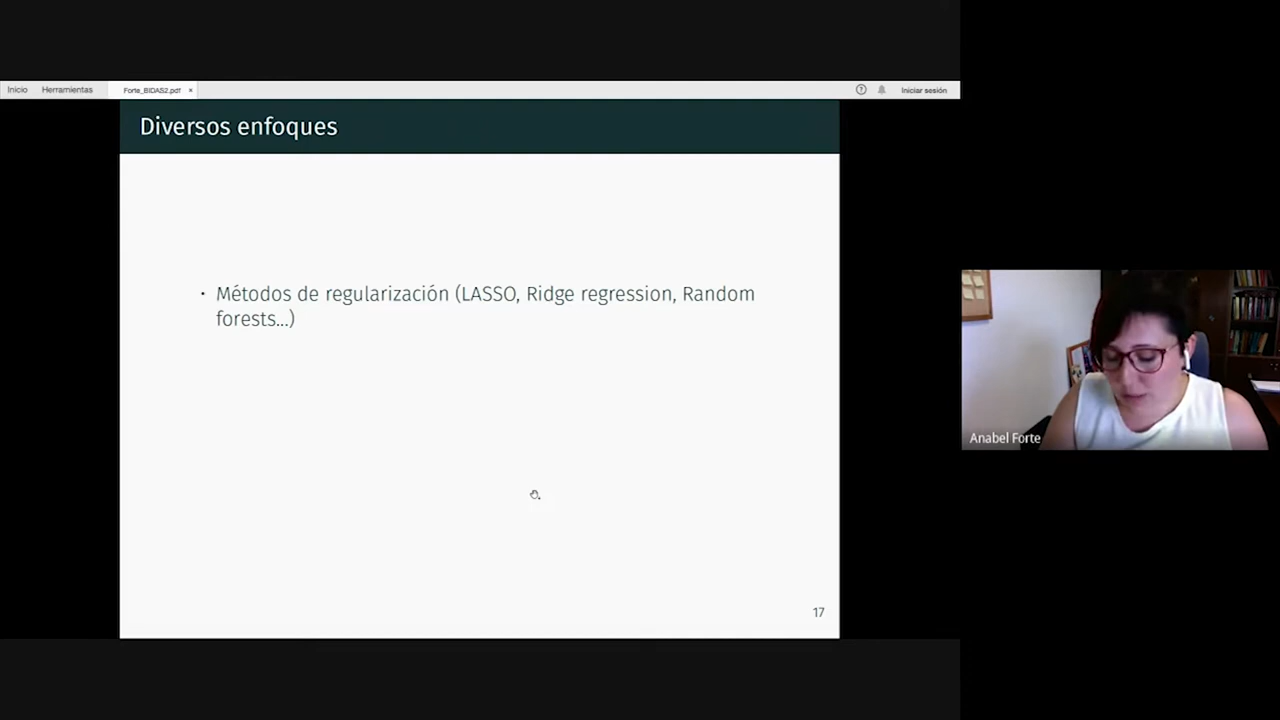 Inicio Herramientas Forte_BIDAS2.pdf × Iniciar sesión
Diversos enfoques
· Métodos de regularización (LASSO, Ridge regression, Random
forests...)
Anabel Forte
17